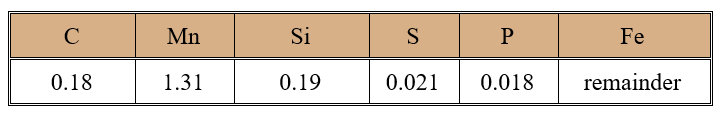 C Mn Si S P Fe
0.18 1.31 0.19 0.021 0.018 remainder